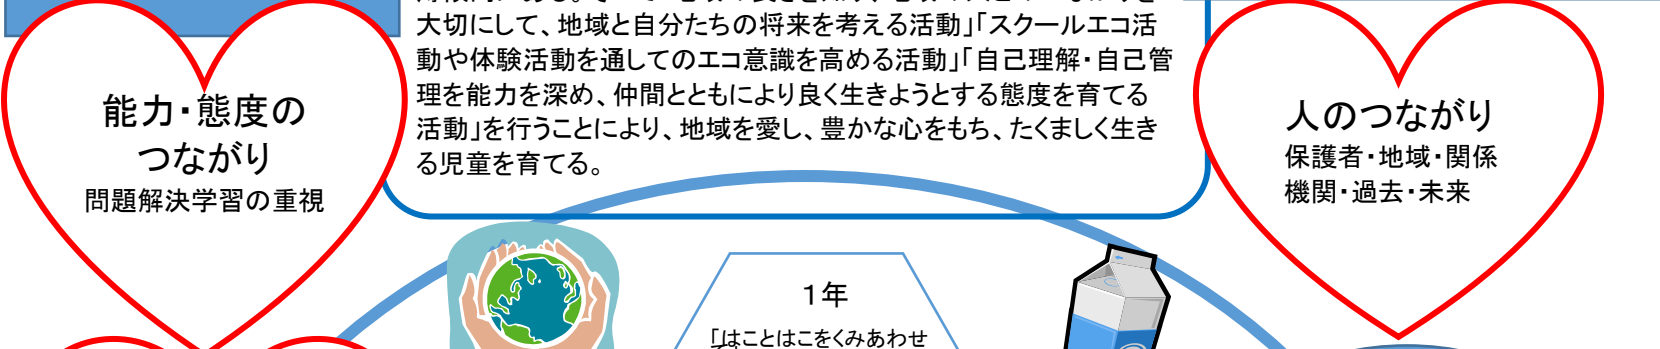 大切にして、地域と自分たちの将来を考える活動」「スクールエコ活
動や体験活動を通してのエコ意識を高める活動」「自己理解・自己管
理を能力を深め、仲間とともにより良く生きようとする態度を育てる
活動」を行うことにより、地域を愛し、豊かな心をもち、たくましく生き
る児童を育てる。
能力・態度の
つながり
問題解決学習の重視
人のつながり
保護者・地域・関係
機関・過去・未来
1年
「はことはこをくみあわせ